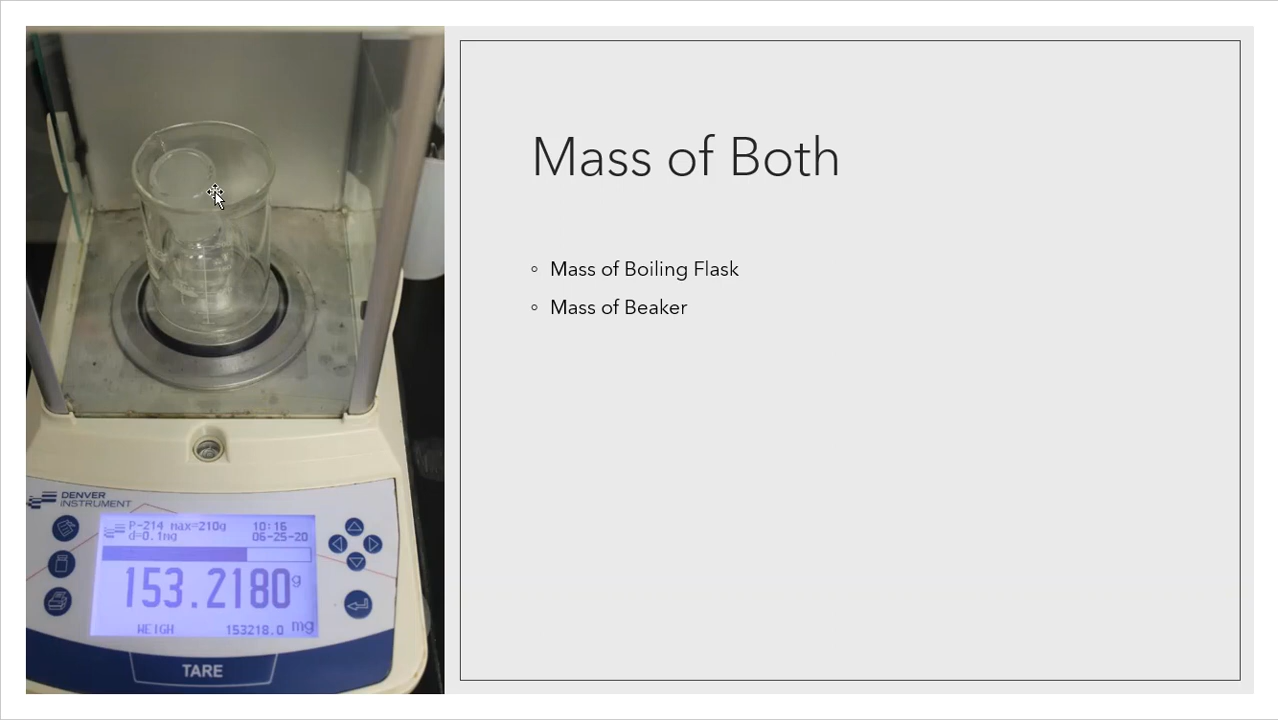 Mass of Both
Mass of Boiling Flask
Mass of Beaker
DENVER
INSTRUMENT
P-214 max=210g 10:16
d=0.1mg 06-25-20
153.2180 g
WEIGH 153218.0 mg
TARE